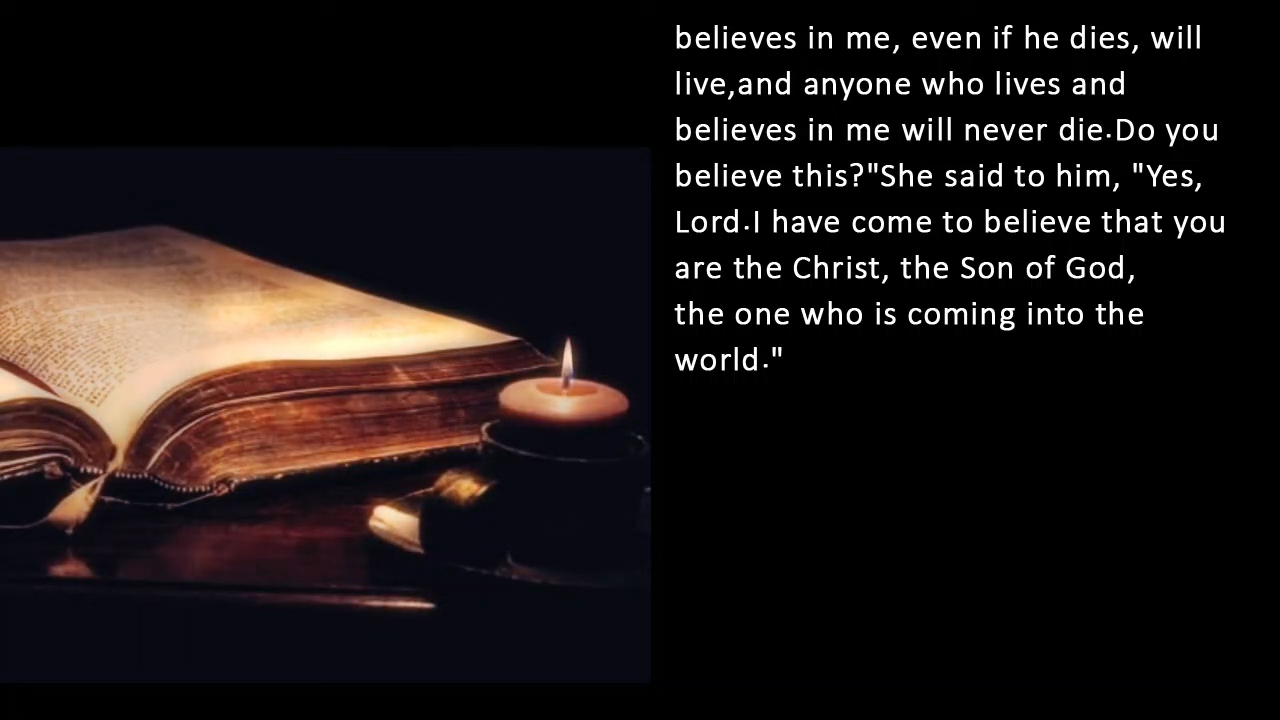 believes in me, even if he dies, will
live,and anyone who lives and
believes in me will never die.Do you
believe this?"She said to him, "Yes,
Lord.I have come to believe that you
are the Christ, the Son of God,
the one who is coming into the
world."